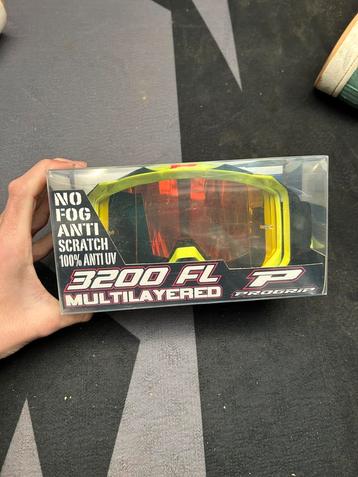 NO
FOG
ANTI
SCRATCH
100% ANTI UV
3200 FL
MULTILAYERED
PROGRIP